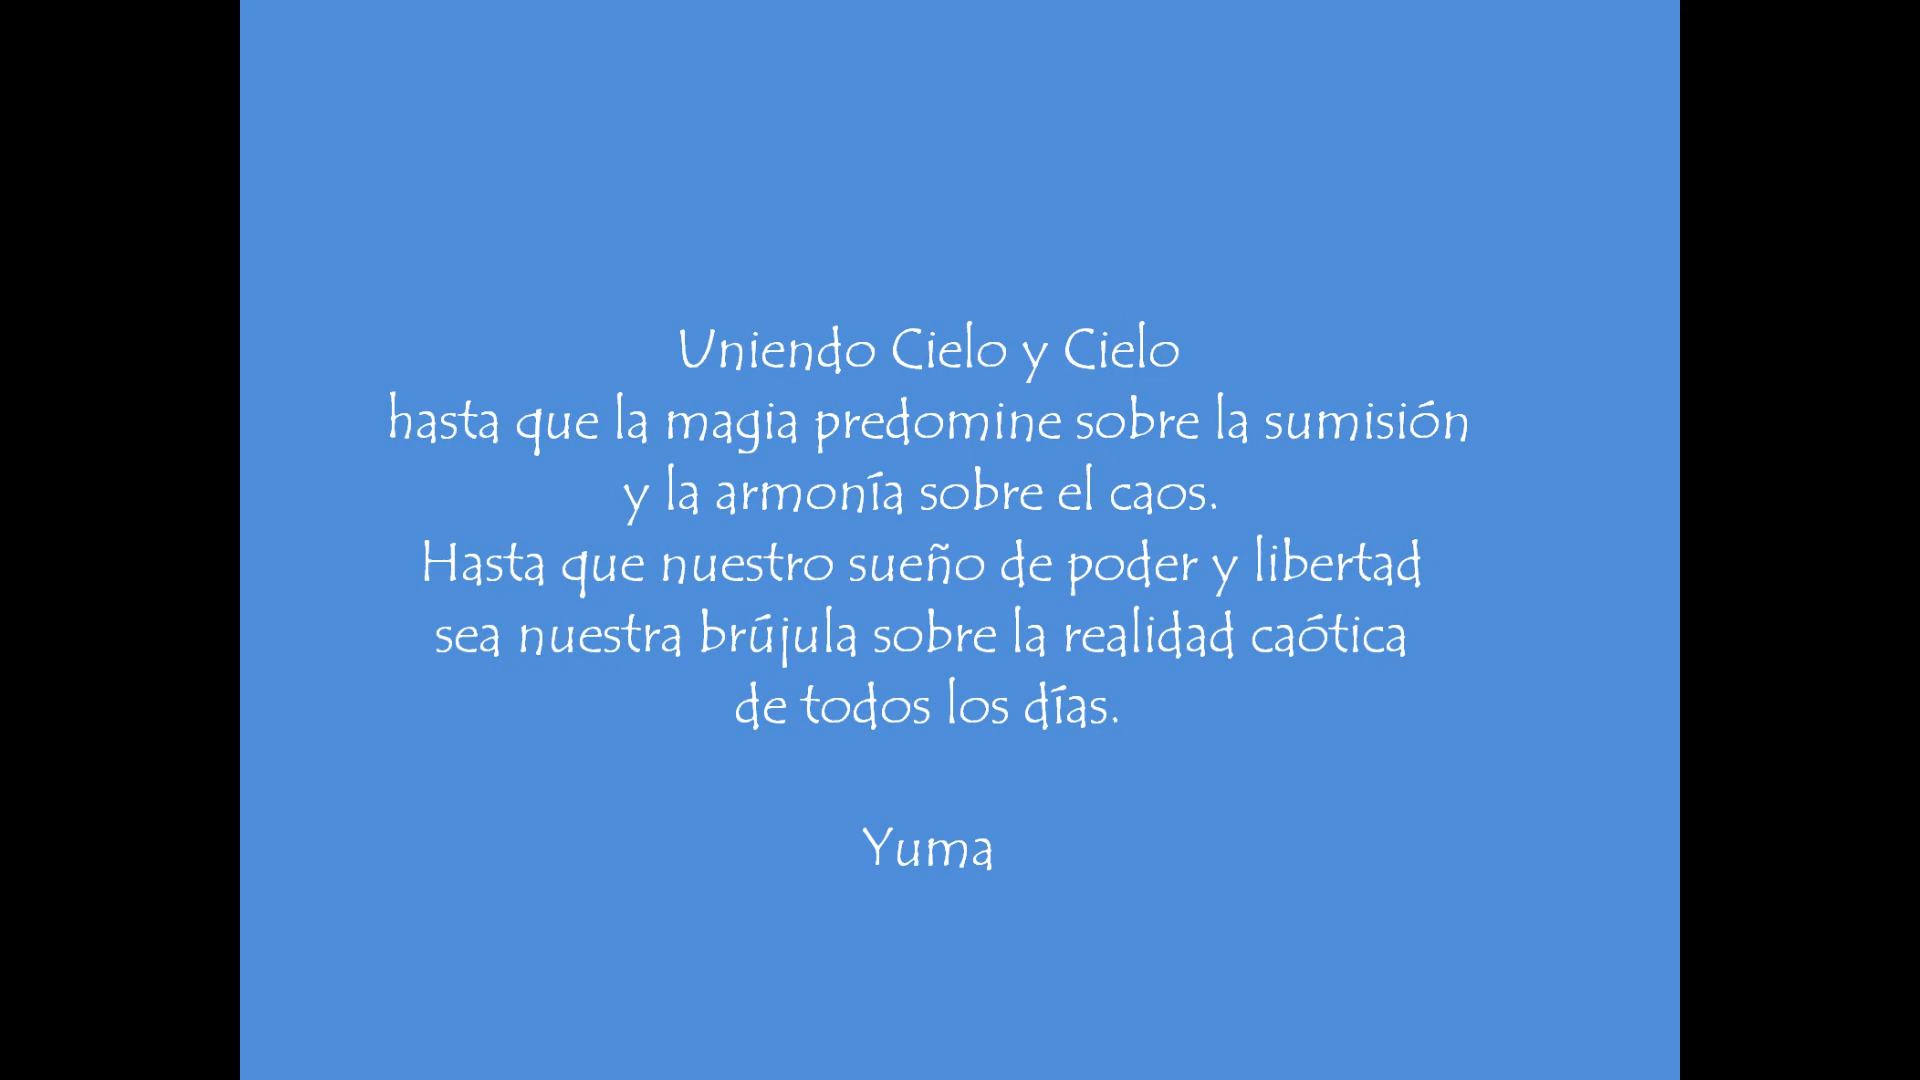 Uniendo Cielo y Cielo
hasta que la magia predomine sobre la sumisión
y la armonía sobre el caos.
Hasta que nuestro sueño de poder y libertad
sea nuestra brújula sobre la realidad caótica
de todos los días.
Yuma